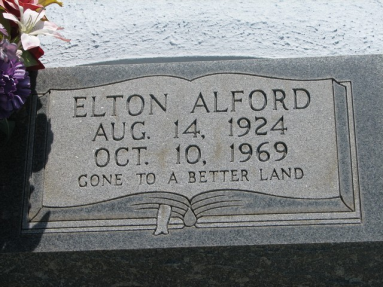 ELTON ALFORD
AUG. 14, 1924
OCT. 10, 1969
GONE TO A BETTER LAND